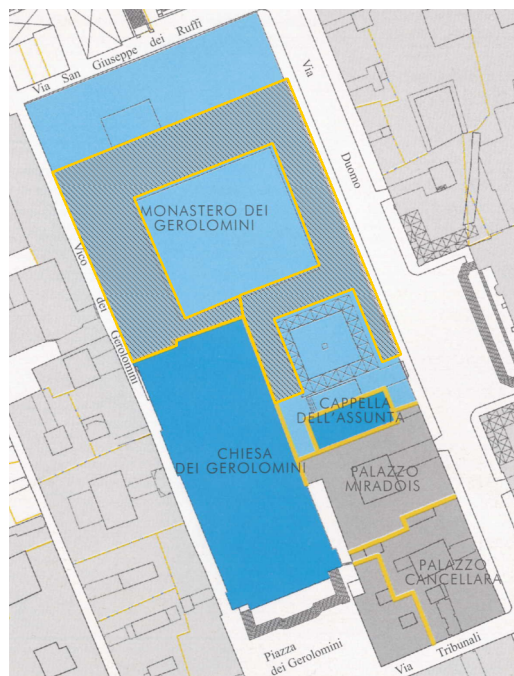 Via San Giuseppe dei Ruffi
Via Duomo
MONASTERO DEI
GEROLOMINI
Vico dei Gerolomini
CAPPELLA
DELL'ASSUNTA
CHIESA
DEI GEROLOMINI
PALAZZO
MIRADOIS
PALAZZO
CANCELLARA
Piazza
dei Gerolomini
Via Tribunali